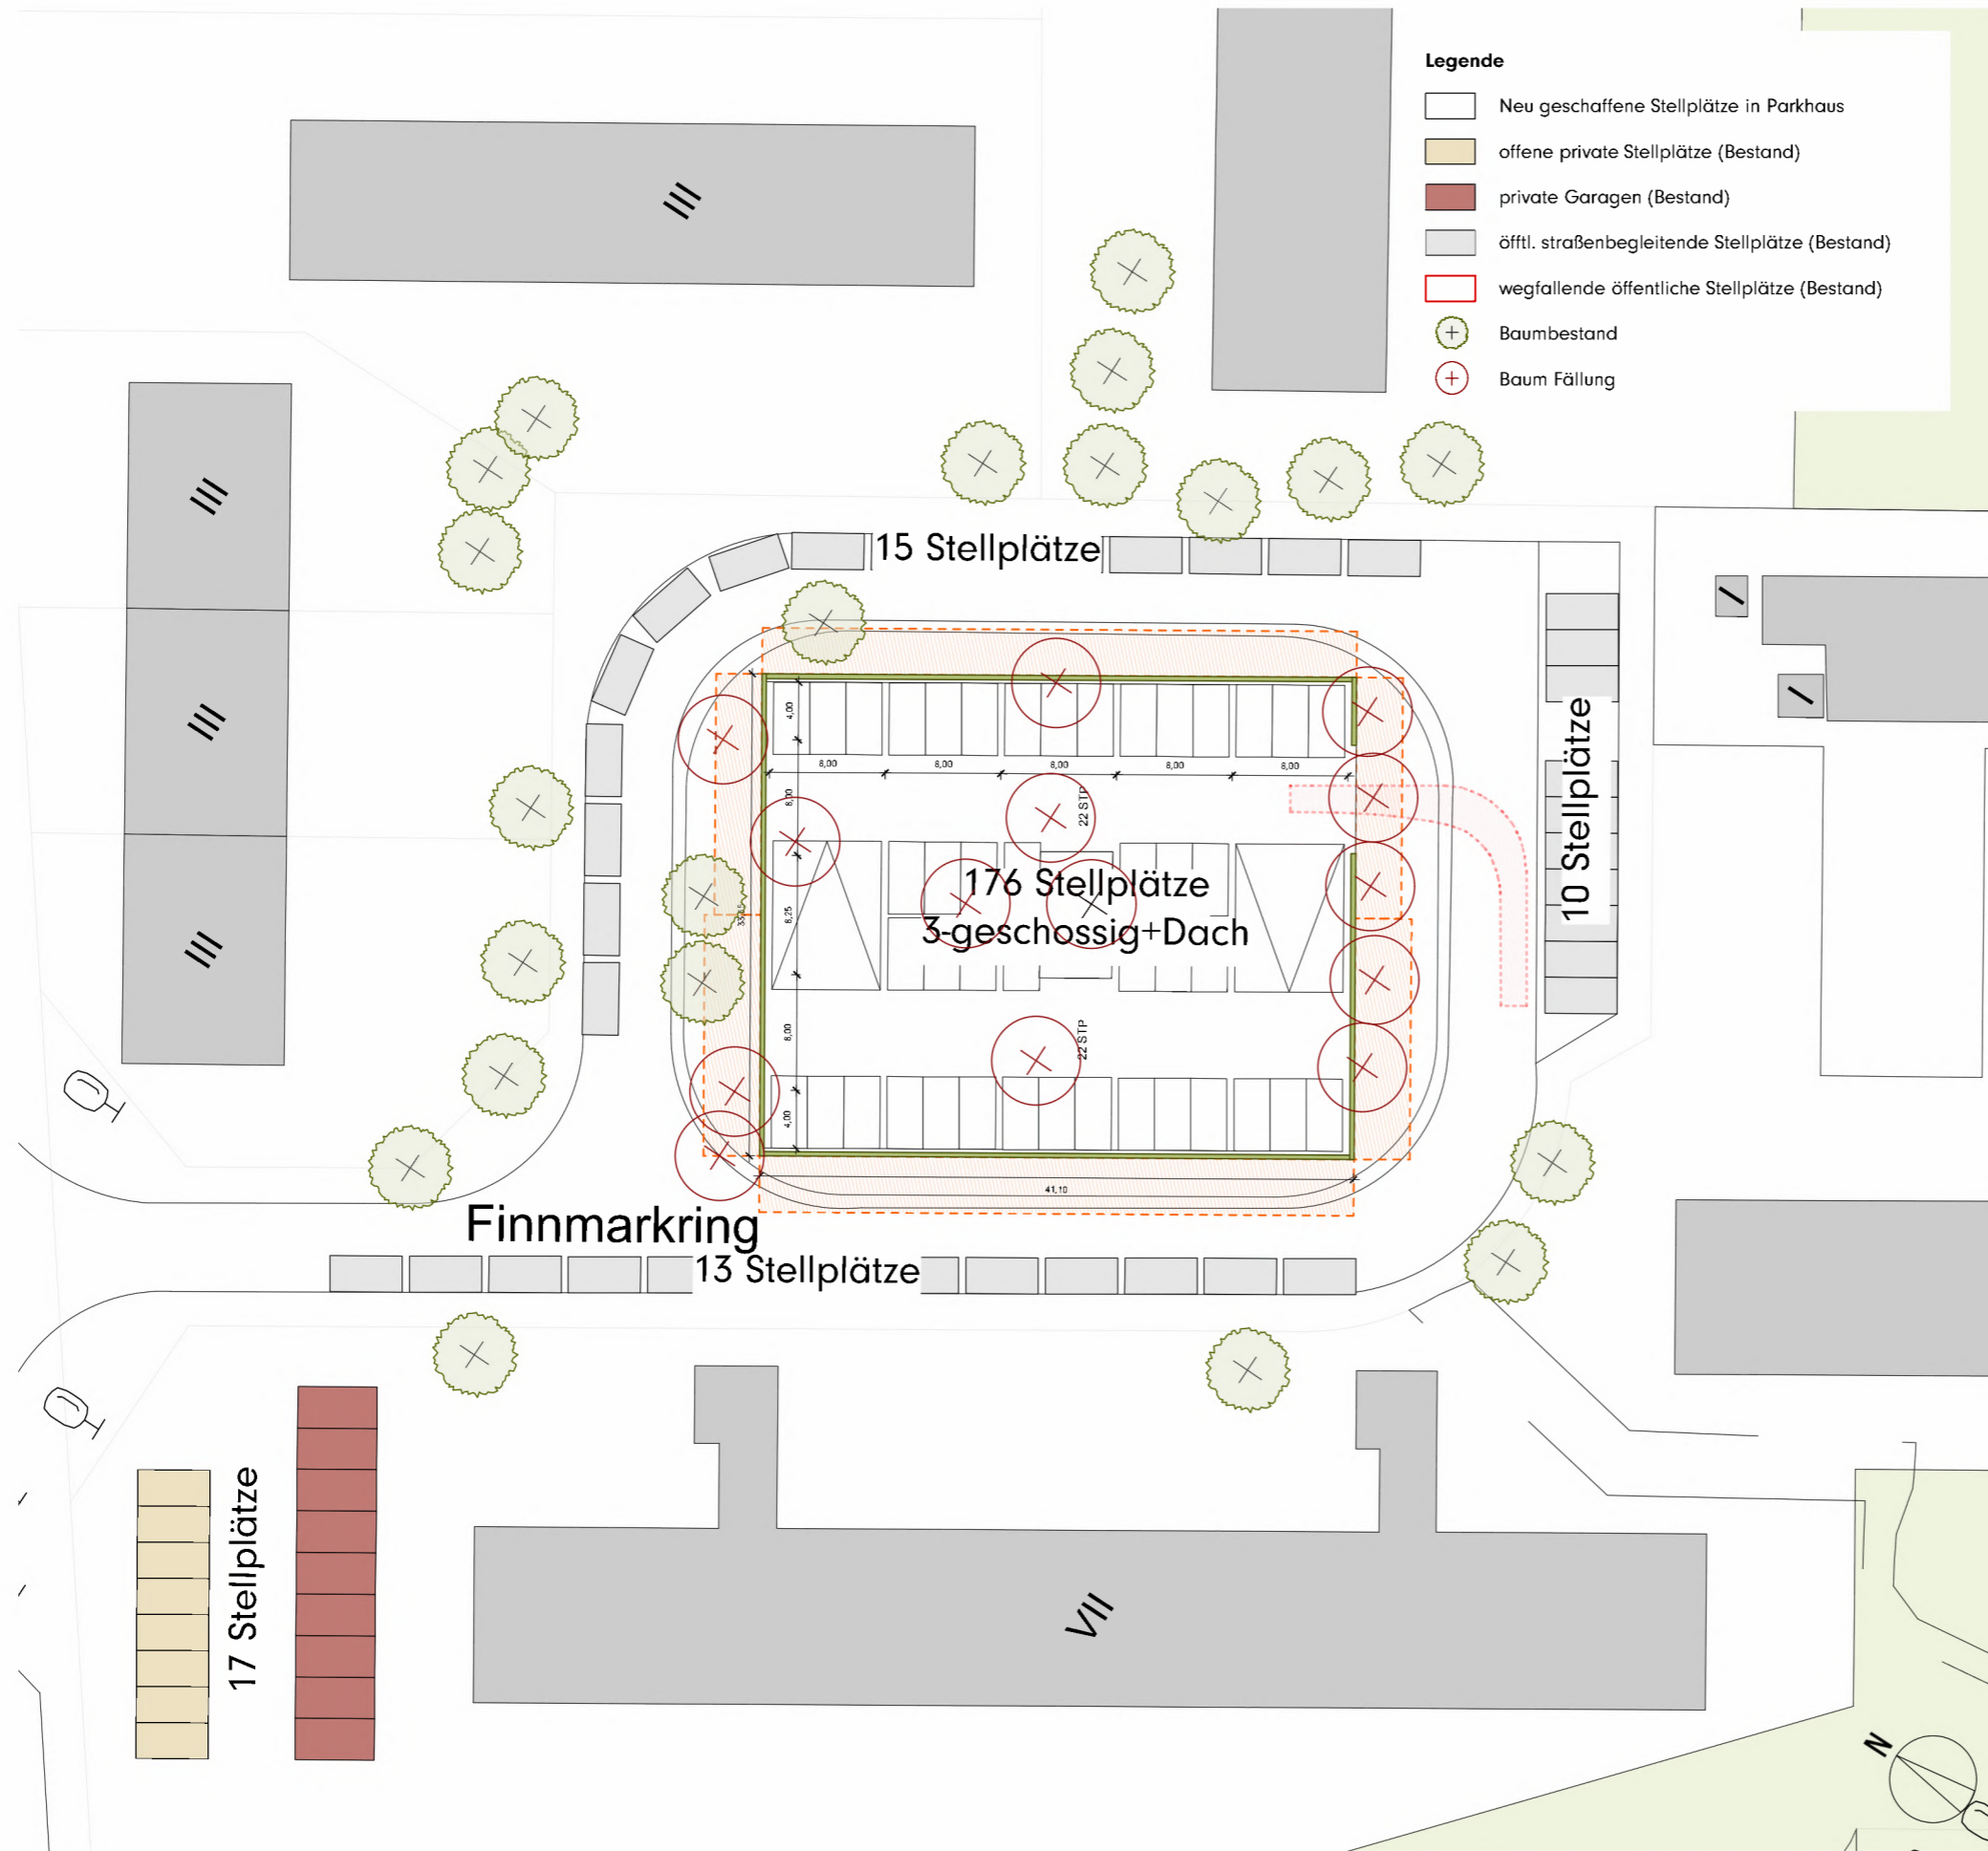 Legende
Neu geschaffene Stellplätze in Parkhaus
offene private Stellplätze (Bestand)
private Garagen (Bestand)
öfftl. straßenbegleitende Stellplätze (Bestand)
wegfallende öffentliche Stellplätze (Bestand)
Baumbestand
Baum Fällung
III
III
III
III
I
I
15 Stellplätze
10 Stellplätze
4,00
8,00
8,00
8,00
8,00
8,00
8,00
22 STP
176 Stellplätze
3-geschossig+Dach
8,25
8,00
22 STP
4,00
41,10
Finnmarkring
13 Stellplätze
17 Stellplätze
VII
N